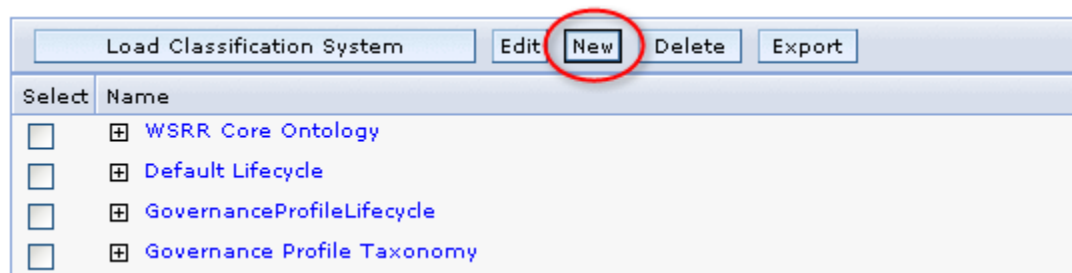 Load Classification System Edit New Delete Export
Select Name
WSRR Core Ontology
Default Lifecycle
GovernanceProfileLifecycle
Governance Profile Taxonomy